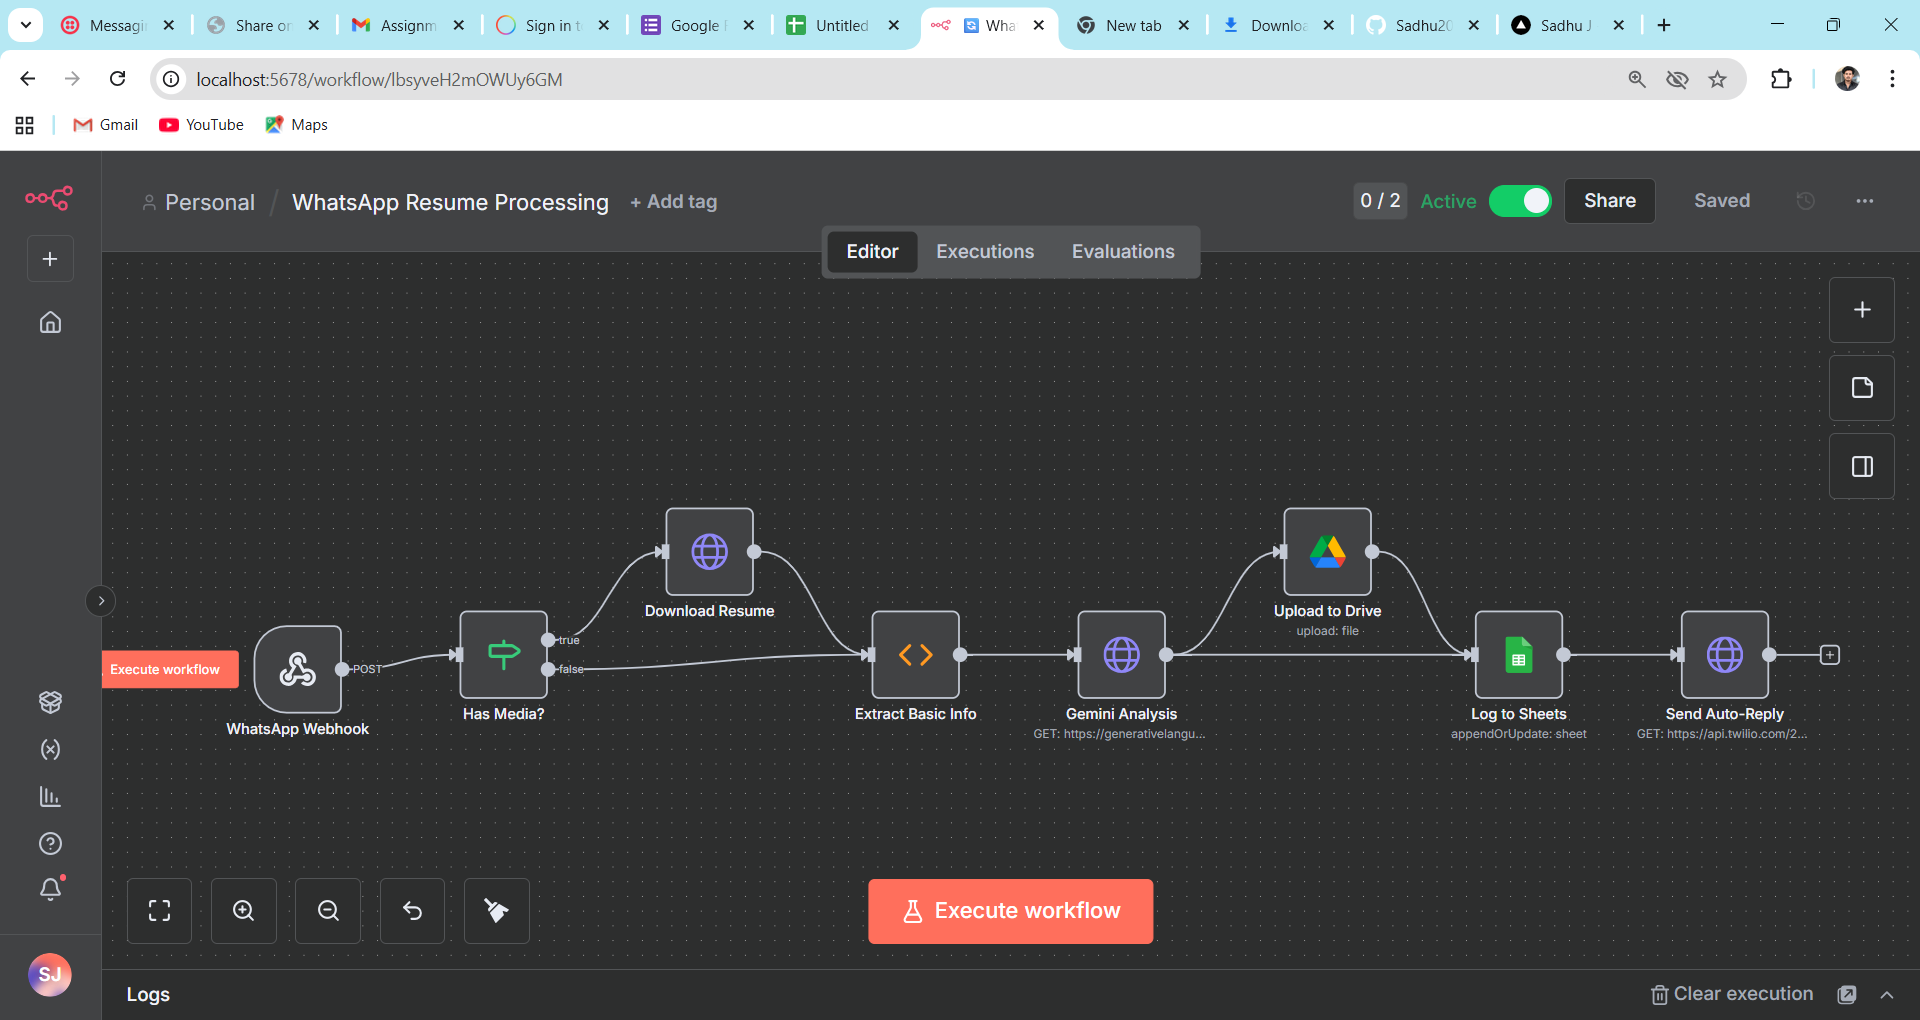 Messagin
Share on
Assignm
Sign in t
Google F
Untitled
Wha
New tab
Downloa
Sadhu20
Sadhu J
localhost:5678/workflow/lbsyveH2mOWUy6GM
Gmail
YouTube
Maps
Personal / WhatsApp Resume Processing + Add tag
0 / 2 Active Share Saved
Editor Executions Evaluations
Download Resume
Upload to Drive
upload: file
true
false
POST
Execute workflow
WhatsApp Webhook
Has Media?
Extract Basic Info
Gemini Analysis
GET: https://generativelangu...
Log to Sheets
appendOrUpdate: sheet
Send Auto-Reply
GET: https://api.twilio.com/2...
Execute workflow
SJ
Logs
Clear execution